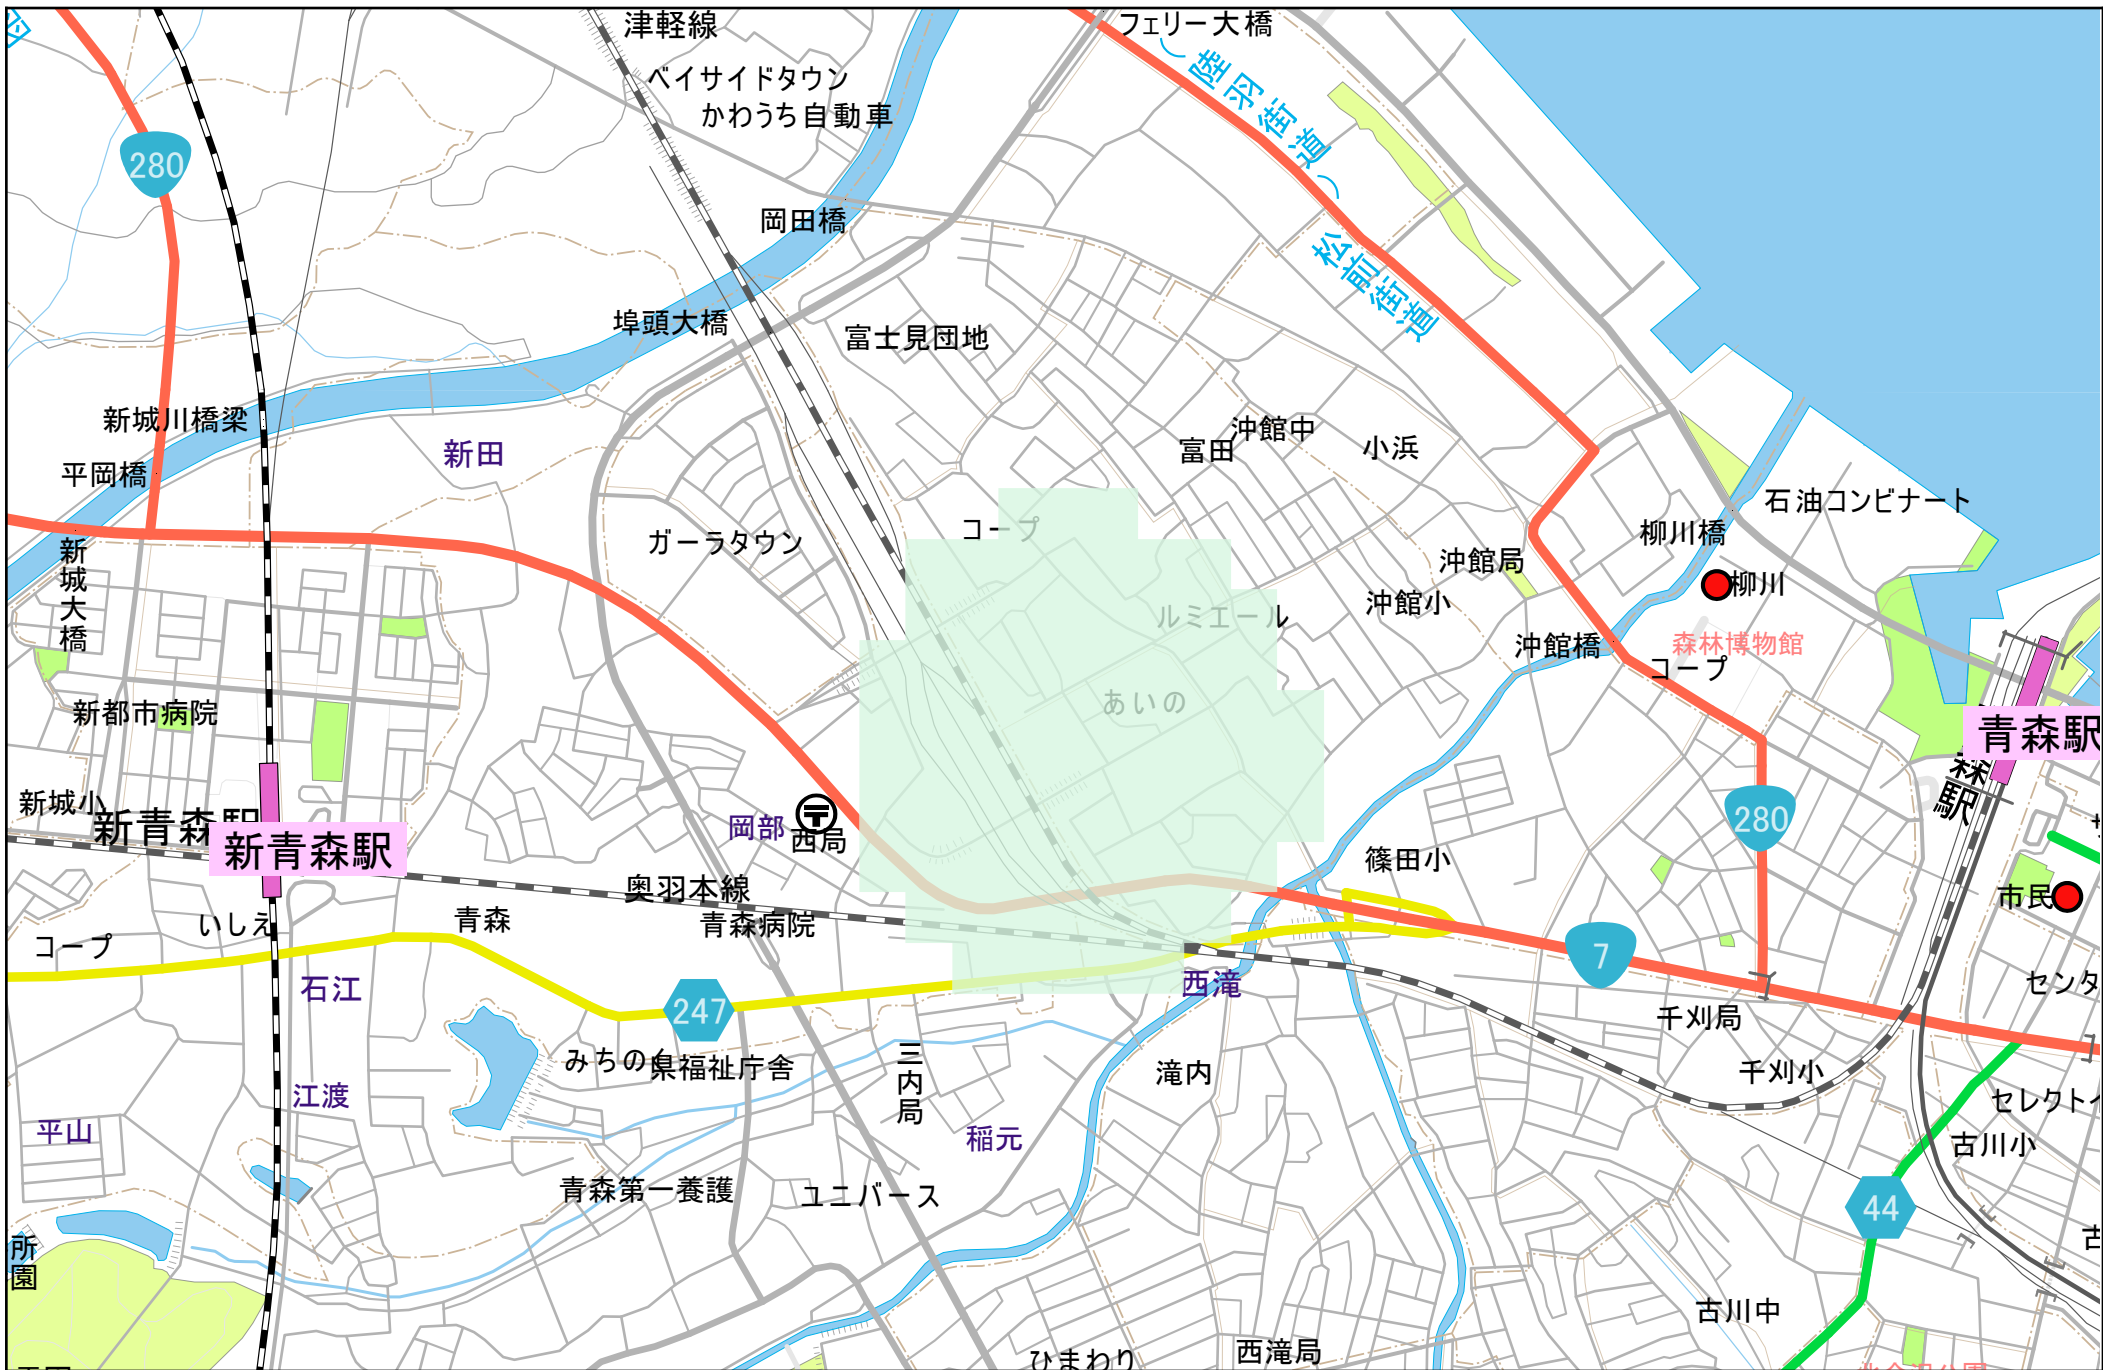 津軽線
フェリー大橋
ベイサイドタウン
かわうち自動車
陸羽街道
280
岡田橋
松前街道
埠頭大橋
富士見団地
新城川橋梁
新田
平岡橋
富田
沖館中
小浜
石油コンビナート
コープ
ガーラタウン
柳川橋
新城大橋
沖館局
柳川
沖館小
ルミエール
沖館橋
森林博物館
コープ
あいの
新都市病院
青森駅
森駅
新城小
新青森駅
新青森駅
岡部
西局
280
篠田小
奥羽本線
市民
いしえ
青森
青森病院
コープ
7
石江
西滝
センタ
247
千刈局
みちのく
県福祉庁舎
三内局
滝内
千刈小
江渡
セレクトイ
平山
稲元
古川小
青森第一養護
ユニバース
44
所園
古川中
西滝局
ひまわり